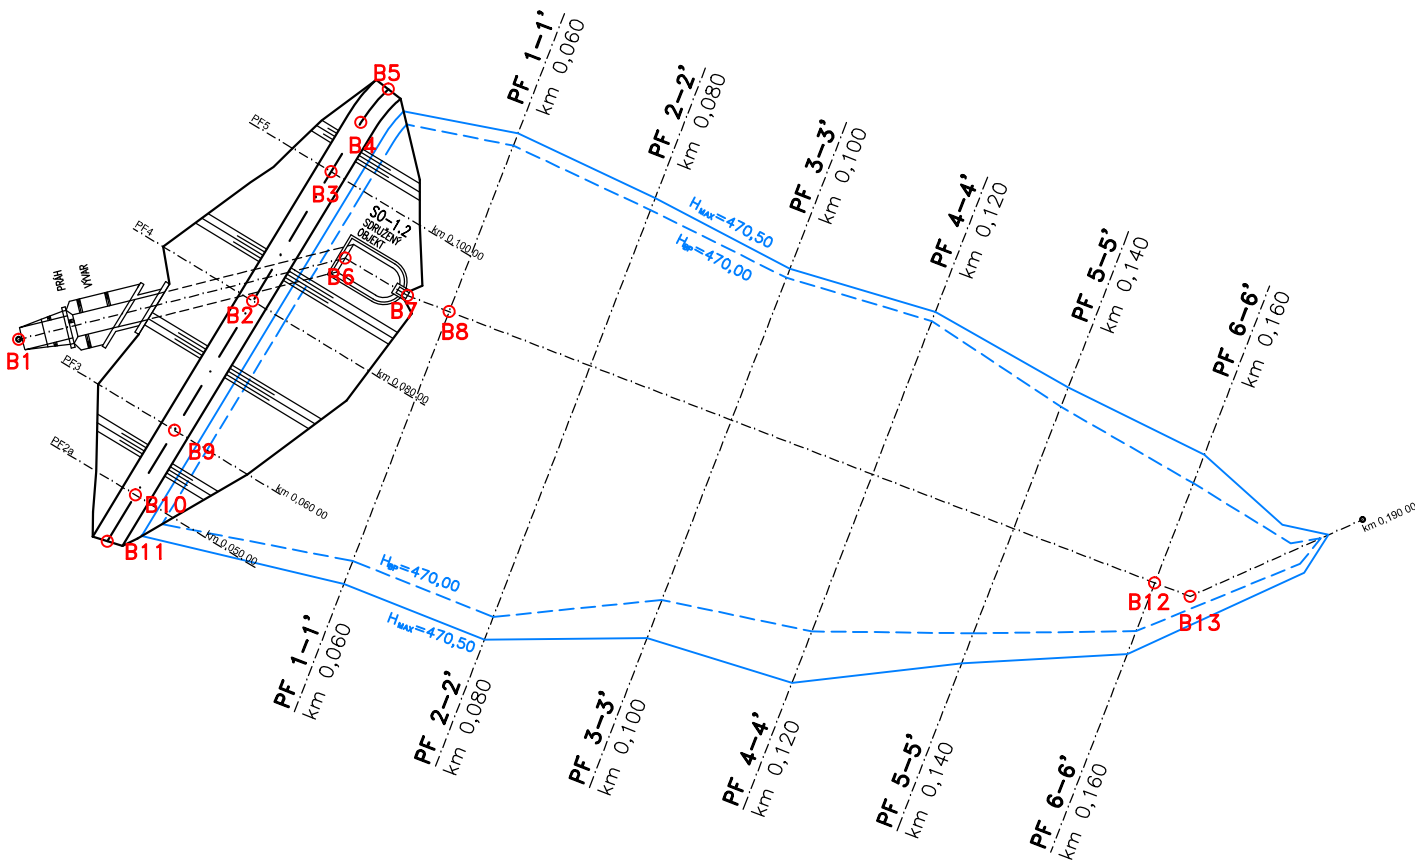 PF 1-1'
km 0,060
PF 2-2'
km 0,080
PF 3-3'
km 0,100
PF 4-4'
km 0,120
PF 5-5'
km 0,140
PF 6-6'
km 0,160
B5
B4
B3
PF5
km 0,100 00
SO-1.2
SDRUŽENÝ
OBJEKT
B6
B7
B8
PF4
B2
km 0,080 00
PRÁH
VÝVAR
B1
PF3
B9
km 0,060 00
PF2a
B10
km 0,050 00
B11
HMAX=470,50
HNP=470,00
HNP=470,00
HMAX=470,50
B12
B13
km 0,190 00
PF 1-1'
km 0,060
PF 2-2'
km 0,080
PF 3-3'
km 0,100
PF 4-4'
km 0,120
PF 5-5'
km 0,140
PF 6-6'
km 0,160